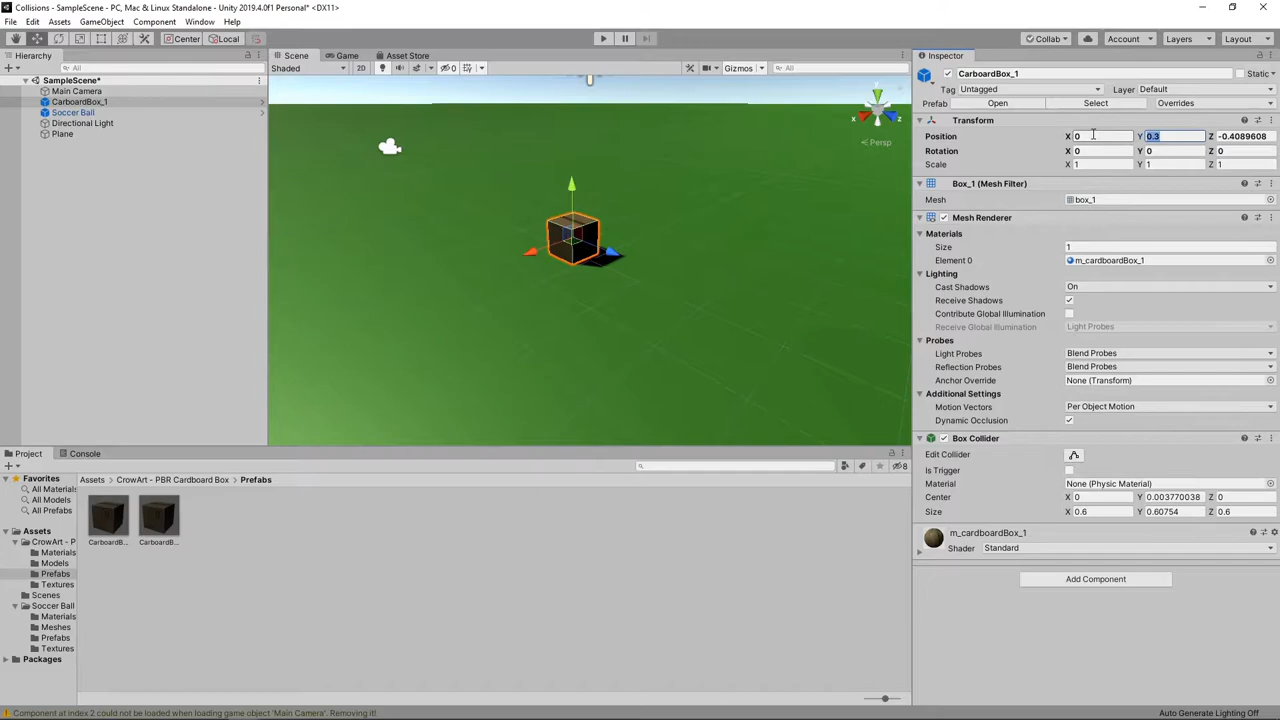 Collisions - SampleScene - PC, Mac & Linux Standalone - Unity 2019.4.0f1 Personal* <DX11>
File Edit Assets GameObject Component Window Help
Center Local Collab Account Layers Layout
Hierarchy
All
SampleScene*
Main Camera
CarboardBox_1
Soccer Ball
Directional Light
Plane
Scene Game Asset Store
Shaded 2D 0 Gizmos All
x z
Persp
Inspector
CarboardBox_1 Static
Tag Untagged Layer Default
Prefab Open Select Overrides
Transform
Position X 0 Y 0.3 Z -0.4089608
Rotation X 0 Y 0 Z 0
Scale X 1 Y 1 Z 1
Box_1 (Mesh Filter)
Mesh box_1
Mesh Renderer
Materials
Size 1
Element 0 m_cardboardBox_1
Lighting
Cast Shadows On
Receive Shadows
Contribute Global Illumination
Receive Global Illumination Light Probes
Probes
Light Probes Blend Probes
Reflection Probes Blend Probes
Anchor Override None (Transform)
Additional Settings
Motion Vectors Per Object Motion
Dynamic Occlusion
Box Collider
Edit Collider
Is Trigger
Material None (Physic Material)
Center X 0 Y 0.003770038 Z 0
Size X 0.6 Y 0.60754 Z 0.6
m_cardboardBox_1
Shader Standard
Add Component
Project Console
8
Favorites
All Materials
All Models
All Prefabs
Assets
CrowArt - P
Materials
Models
Prefabs
Textures
Scenes
Soccer Ball
Materials
Meshes
Prefabs
Textures
Packages
Assets CrowArt - PBR Cardboard Box Prefabs
CarboardB... CarboardB...
Component at index 2 could not be loaded when loading game object 'Main Camera'. Removing it!
Auto Generate Lighting Off